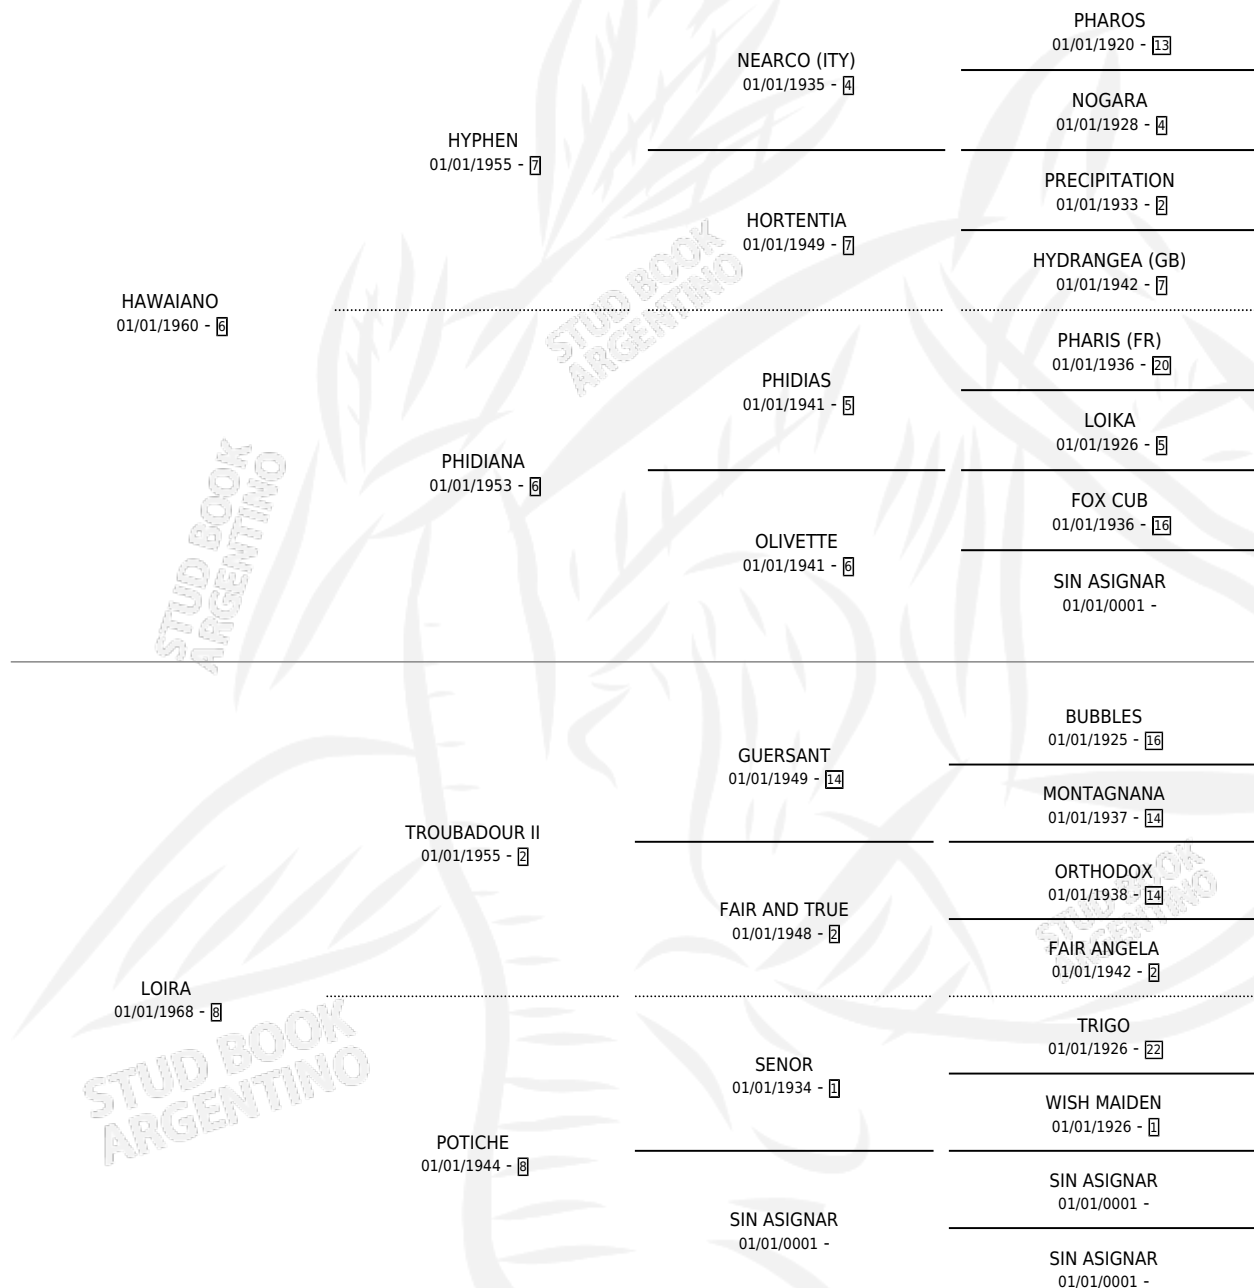 PHAROS
01/01/1920 - 13
NEARCO (ITY)
01/01/1935 - 4
NOGARA
01/01/1928 - 4
HYPHEN
01/01/1955 - 7
PRECIPITATION
01/01/1933 - 2
HORTENTIA
01/01/1949 - 7
HYDRANGEA (GB)
01/01/1942 - 7
HAWAIANO
01/01/1960 - 6
PHARIS (FR)
01/01/1936 - 20
PHIDIAS
01/01/1941 - 5
LOIKA
01/01/1926 - 5
PHIDIANA
01/01/1953 - 6
FOX CUB
01/01/1936 - 16
OLIVETTE
01/01/1941 - 6
SIN ASIGNAR
01/01/0001 -
BUBBLES
01/01/1925 - 16
GUERSANT
01/01/1949 - 14
MONTAGNANA
01/01/1937 - 14
TROUBADOUR II
01/01/1955 - 2
ORTHODOX
01/01/1938 - 14
FAIR AND TRUE
01/01/1948 - 2
FAIR ANGELA
01/01/1942 - 2
LOIRA
01/01/1968 - 8
TRIGO
01/01/1926 - 22
SENOR
01/01/1934 - 1
WISH MAIDEN
01/01/1926 - 1
POTICHE
01/01/1944 - 8
SIN ASIGNAR
01/01/0001 -
SIN ASIGNAR
01/01/0001 -
SIN ASIGNAR
01/01/0001 -
STUD BOOK
ARGENTINO
STUD BOOK
ARGENTINO
STUD BOOK
ARGENTINO
STUD BOOK
ARGENTINO